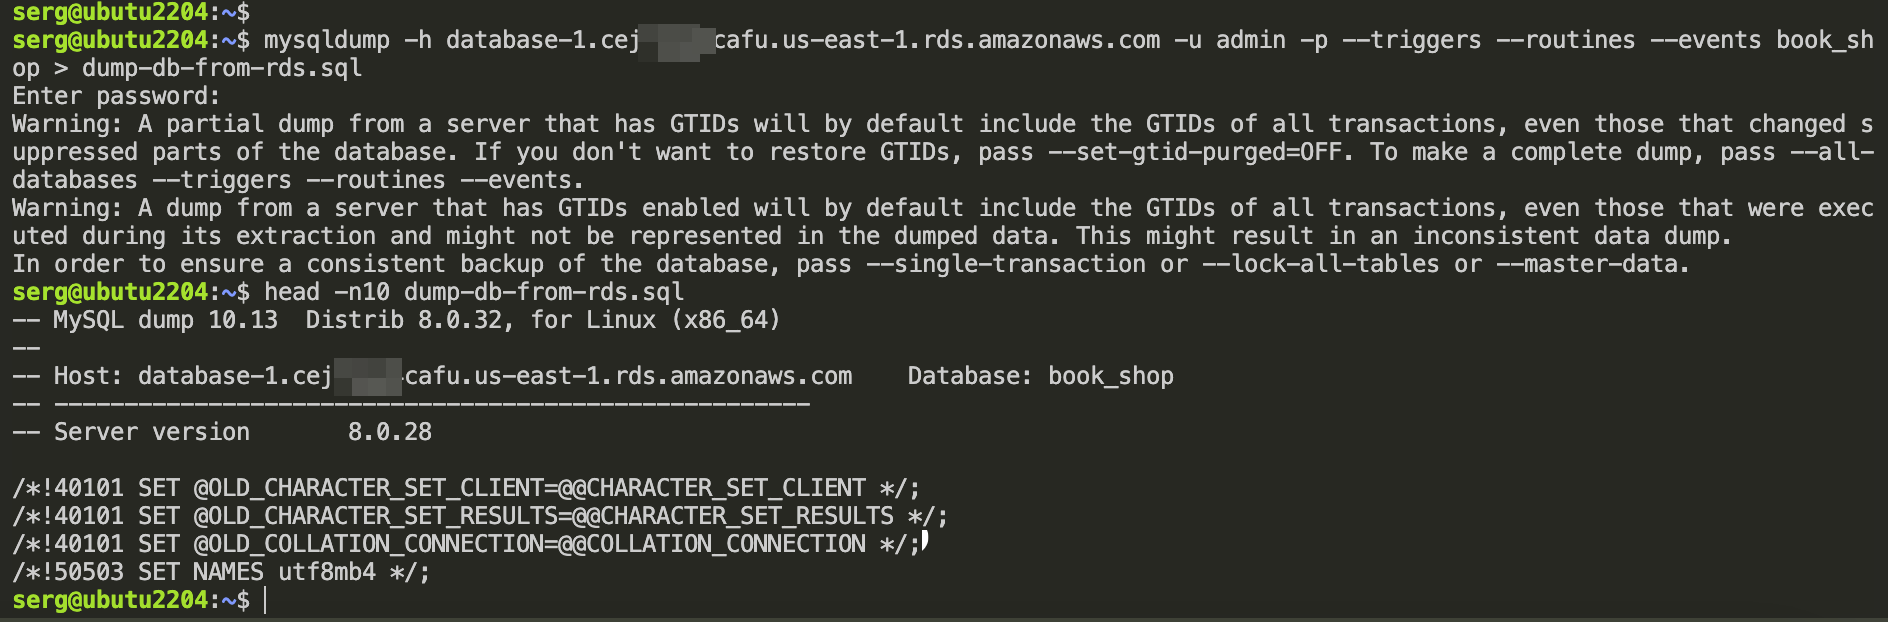 serg@ubutu2204:~$
serg@ubutu2204:~$ mysqldump -h database-1.cej cafu.us-east-1.rds.amazonaws.com -u admin -p --triggers --routines --events book_sh
op > dump-db-from-rds.sql
Enter password:
Warning: A partial dump from a server that has GTIDs will by default include the GTIDs of all transactions, even those that changed s
uppressed parts of the database. If you don't want to restore GTIDs, pass --set-gtid-purged=OFF. To make a complete dump, pass --all-
databases --triggers --routines --events.
Warning: A dump from a server that has GTIDs enabled will by default include the GTIDs of all transactions, even those that were exec
uted during its extraction and might not be represented in the dumped data. This might result in an inconsistent data dump.
In order to ensure a consistent backup of the database, pass --single-transaction or --lock-all-tables or --master-data.
serg@ubutu2204:~$ head -n10 dump-db-from-rds.sql
-- MySQL dump 10.13  Distrib 8.0.32, for Linux (x86_64)
--
-- Host: database-1.cej cafu.us-east-1.rds.amazonaws.com    Database: book_shop
-- ------------------------------------------------------
-- Server version       8.0.28
/*!40101 SET @OLD_CHARACTER_SET_CLIENT=@@CHARACTER_SET_CLIENT */;
/*!40101 SET @OLD_CHARACTER_SET_RESULTS=@@CHARACTER_SET_RESULTS */;
/*!40101 SET @OLD_COLLATION_CONNECTION=@@COLLATION_CONNECTION */;
/*!50503 SET NAMES utf8mb4 */;
serg@ubutu2204:~$